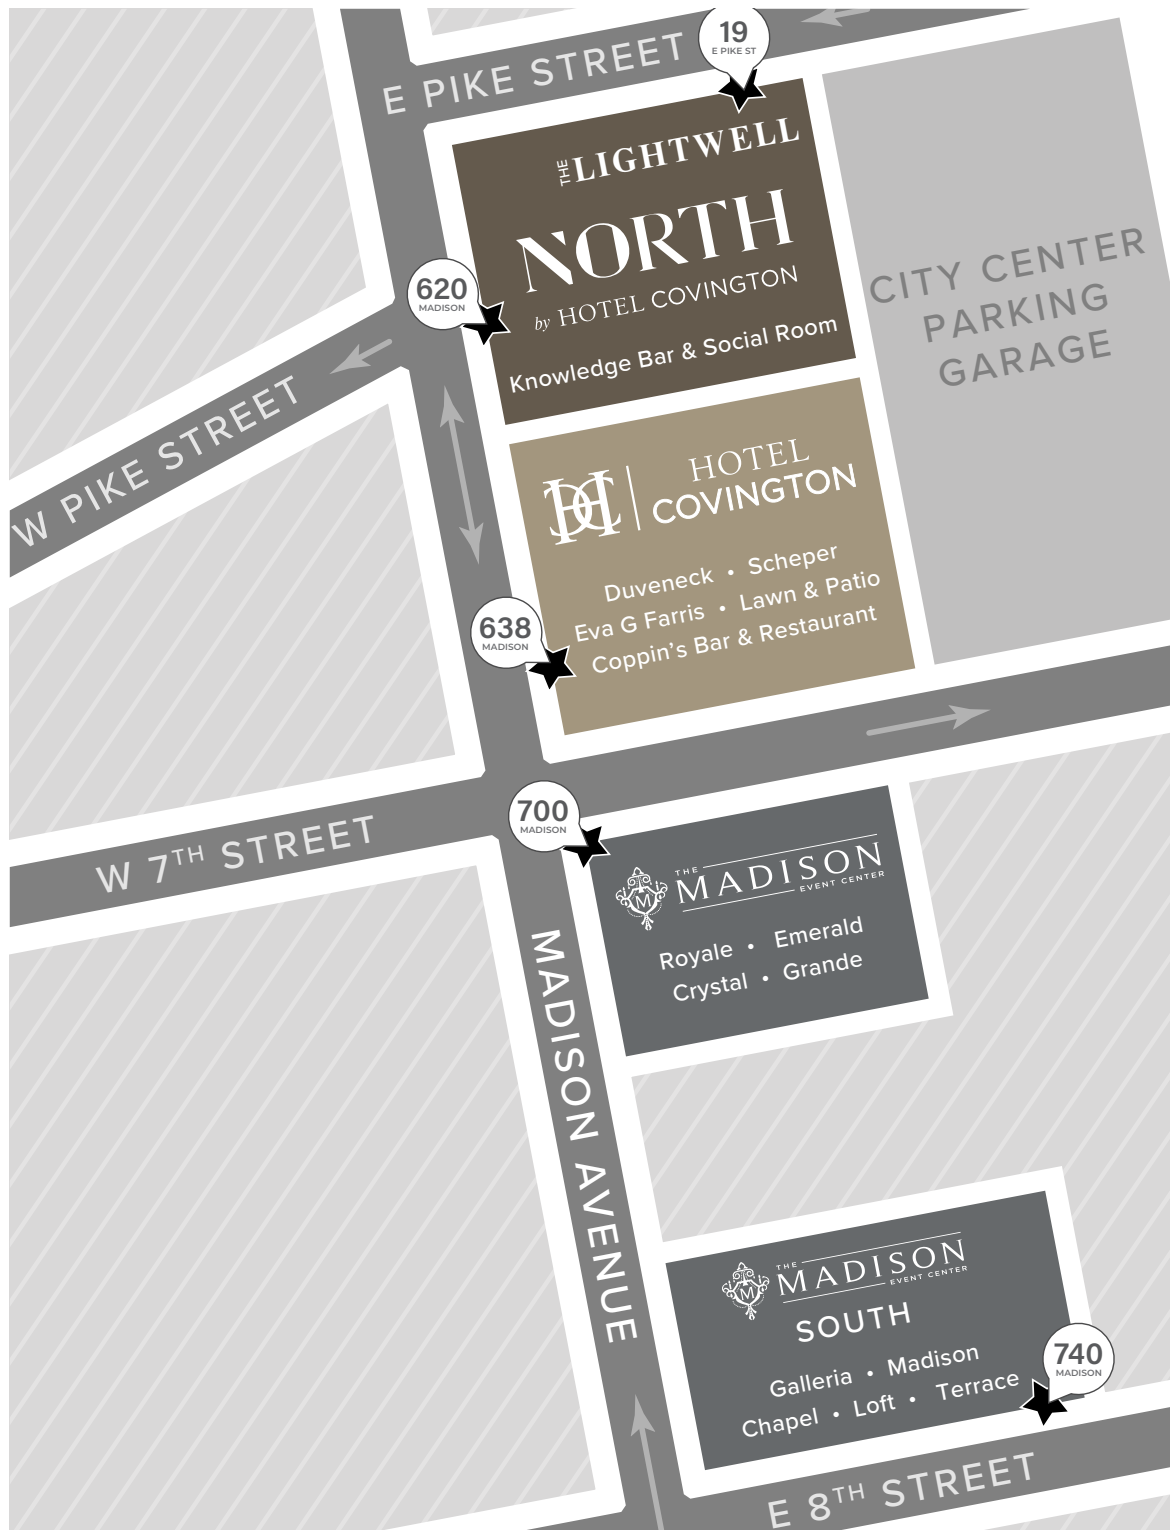 E PIKE STREET
19
E PIKE ST
THE LIGHTWELL
NORTH
by HOTEL COVINGTON
Knowledge Bar & Social Room
620
MADISON
CITY CENTER
PARKING
GARAGE
W PIKE STREET
HC
HOTEL
COVINGTON
Duveneck • Scheper
Eva G Farris • Lawn & Patio
Coppin's Bar & Restaurant
638
MADISON
700
MADISON
W 7TH STREET
M
THE
MADISON
EVENT CENTER
Royale • Emerald
Crystal • Grande
MADISON AVENUE
M
THE
MADISON
EVENT CENTER
SOUTH
Galleria • Madison
Chapel • Loft • Terrace
740
MADISON
E 8TH STREET